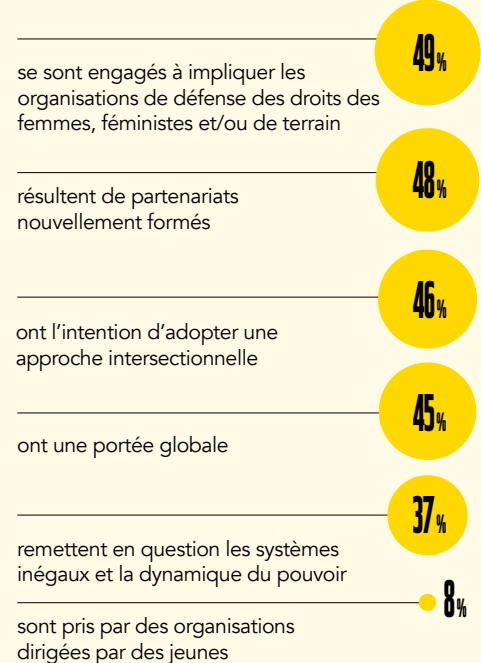 49%
se sont engagés à impliquer les
organisations de défense des droits des
femmes, féministes et/ou de terrain
48%
résultent de partenariats
nouvellement formés
46%
ont l'intention d'adopter une
approche intersectionnelle
45%
ont une portée globale
37%
remettent en question les systèmes
inégaux et la dynamique du pouvoir
8%
sont pris par des organisations
dirigées par des jeunes